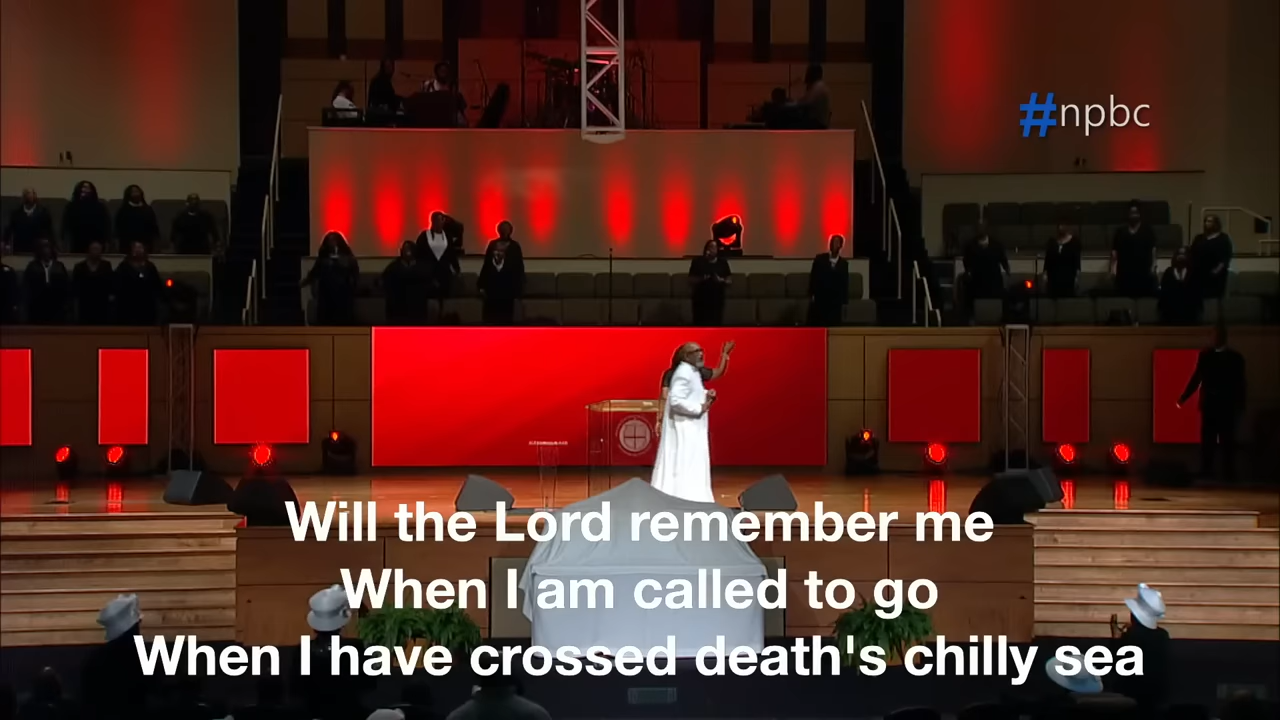 #npbc
Will the Lord remember me
When I am called to go
When I have crossed death's chilly sea